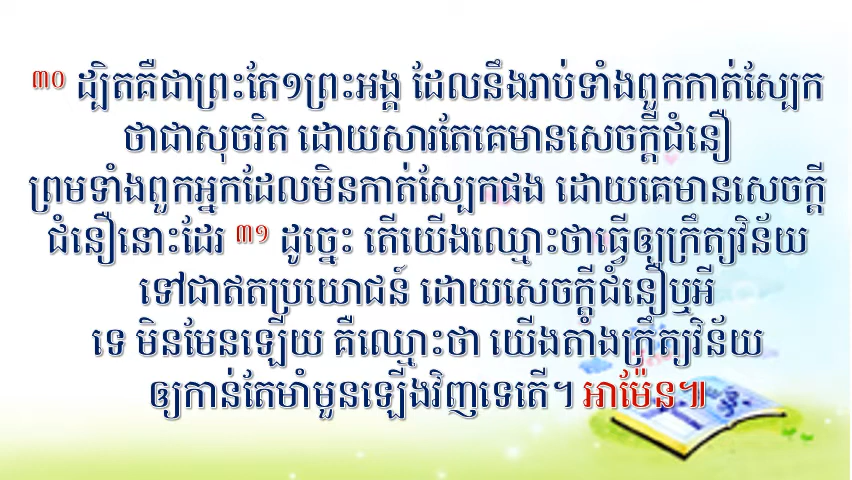 ៣០ ដ្បិតគឺជាព្រះតែ១ព្រះអង្គ ដែលនឹងរាប់ទាំងពួកកាត់ស្បែក
ថាជាសុចរិត ដោយសារតែគេមានសេចក្ដីជំនឿ
ព្រមទាំងពួកអ្នកដែលមិនកាត់ស្បែកផង ដោយគេមានសេចក្ដី
ជំនឿនោះដែរ ៣១ ដូច្នេះ តើយើងឈ្មោះថាធ្វើឲ្យក្រឹត្យវិន័យ
ទៅជាឥតប្រយោជន៍ ដោយសេចក្ដីជំនឿឬអី
ទេ មិនមែនឡើយ គឺឈ្មោះថា យើងតាំងក្រឹត្យវិន័យ
ឲ្យកាន់តែមាំមួនឡើងវិញទេតើ។ អាម៉ែន៕